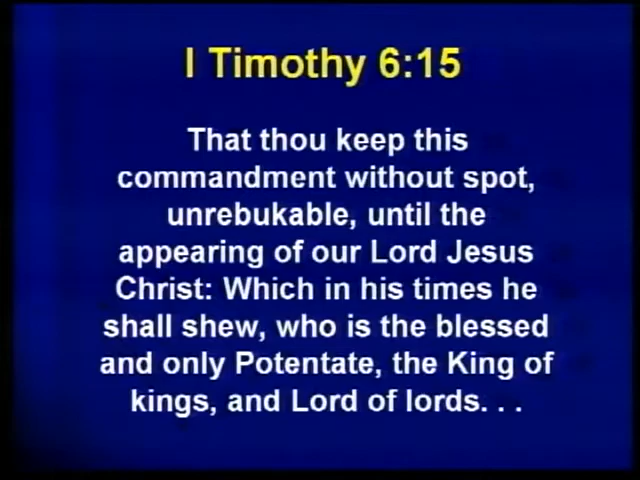 I Timothy 6:15
That thou keep this
commandment without spot,
unrebukable, until the
appearing of our Lord Jesus
Christ: Which in his times he
shall shew, who is the blessed
and only Potentate, the King of
kings, and Lord of lords. . .